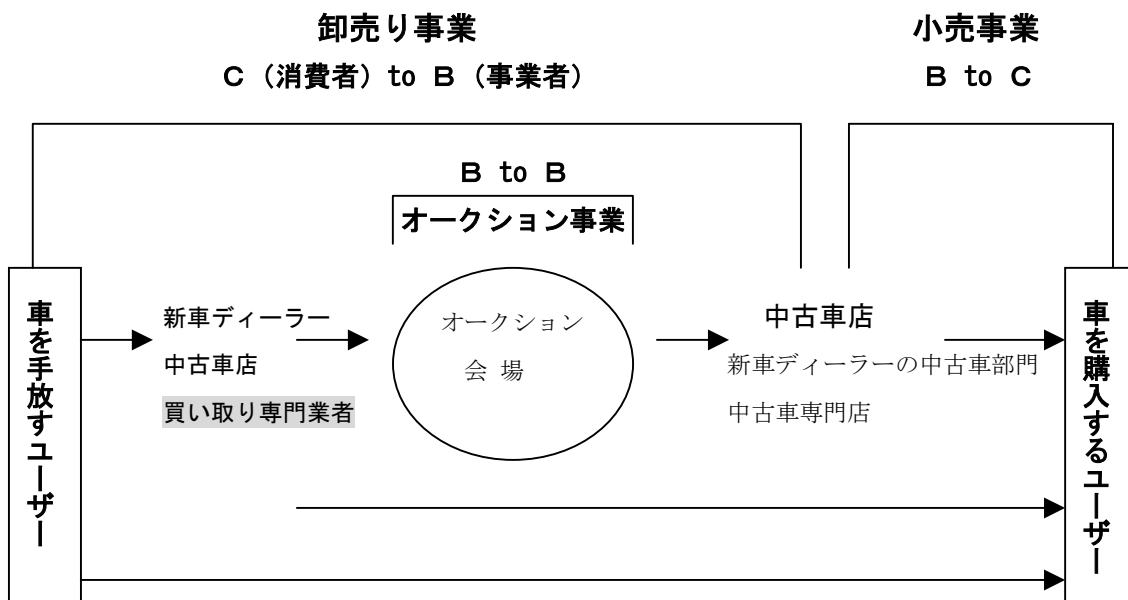 卸売り事業
C（消費者）to B（事業者）
小売事業
B to C
B to B
オークション事業
車を手放すユーザー
新車ディーラー
中古車店
買い取り専門業者
オークション
会 場
中古車店
新車ディーラーの中古車部門
中古車専門店
車を購入するユーザー